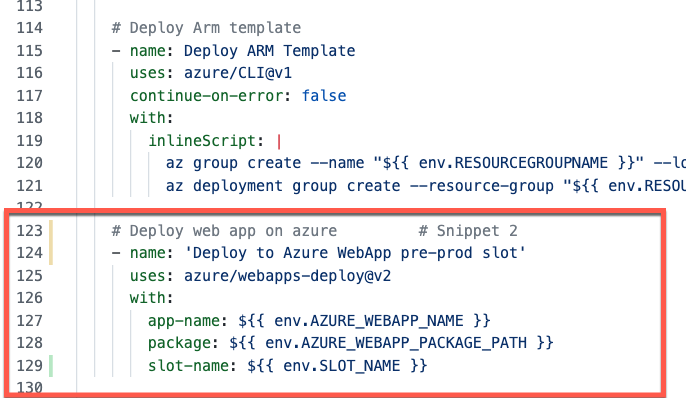 113
114 # Deploy Arm template
115 - name: Deploy ARM Template
116 uses: azure/CLI@v1
117 continue-on-error: false
118 with:
119 inlineScript: |
120 az group create --name "${{ env.RESOURCEGROUPNAME }}" --lo
121 az deployment group create --resource-group "${{ env.RESOU
122
123 # Deploy web app on azure # Snippet 2
124 - name: 'Deploy to Azure WebApp pre-prod slot'
125 uses: azure/webapps-deploy@v2
126 with:
127 app-name: ${{ env.AZURE_WEBAPP_NAME }}
128 package: ${{ env.AZURE_WEBAPP_PACKAGE_PATH }}
129 slot-name: ${{ env.SLOT_NAME }}
130